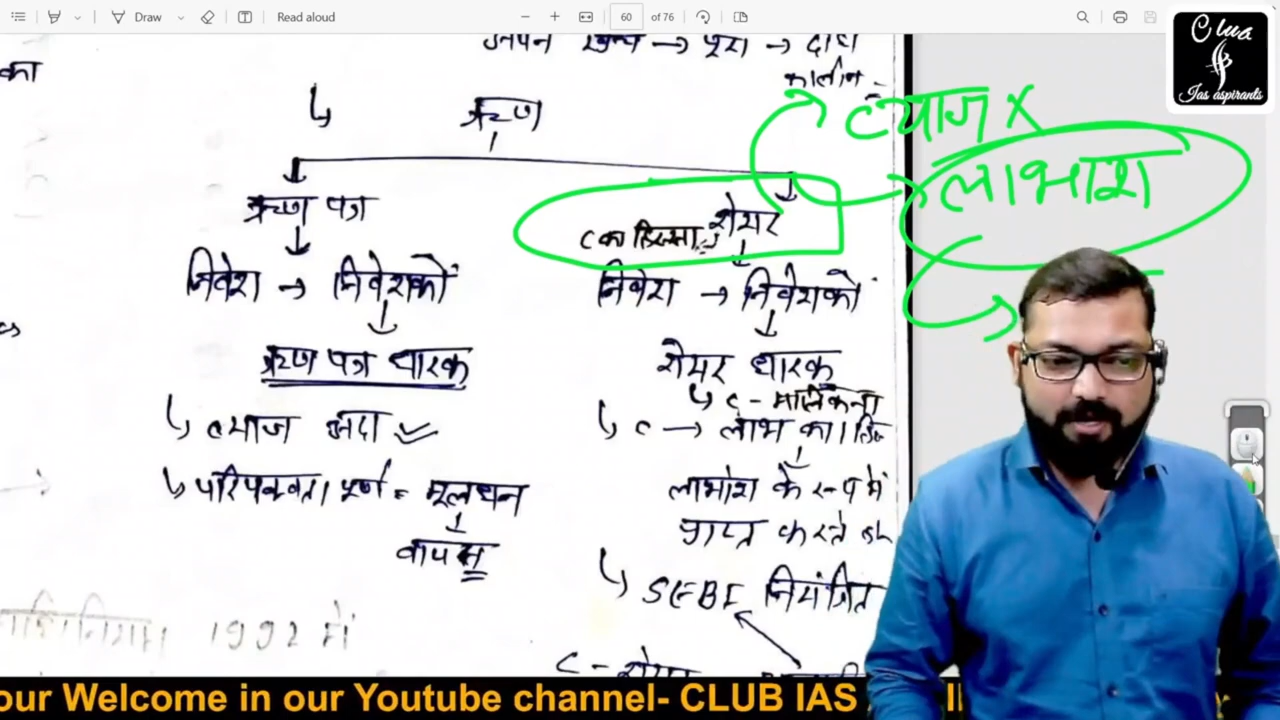 Draw
Read aloud
60
of 76
Club
Ias aspirants
का
कालीन
ऋण
ब्याज X
लाभांश
ऋण पत्र
शेयर
(का हिस्सा)
निवेश → निवेशकों
निवेश → निवेशकों
ऋण पत्र धारक
शेयर धारक
↳ C - मालिकाना
↳ ब्याज अदा
↳ C → लाभ का
↳ परिपक्वता पूर्ण = मूलधन
लाभांश के रूप में
प्राप्त करते
वापस
↳ SEBI नियंत्रित
1992 में
C - शेयर
our Welcome in our Youtube channel- CLUB IAS